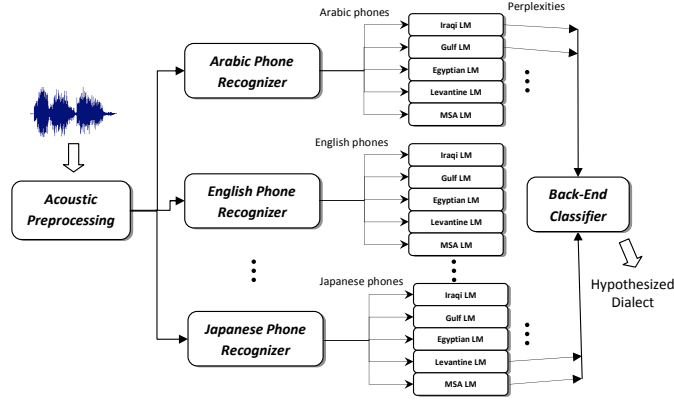 Arabic phones
Perplexities
Arabic Phone
Recognizer
Iraqi LM
Gulf LM
Egyptian LM
Levantine LM
MSA LM
English phones
Acoustic
Preprocessing
English Phone
Recognizer
Iraqi LM
Gulf LM
Egyptian LM
Levantine LM
MSA LM
Back-End
Classifier
Japanese phones
Japanese Phone
Recognizer
Iraqi LM
Gulf LM
Egyptian LM
Levantine LM
MSA LM
Hypothesized
Dialect